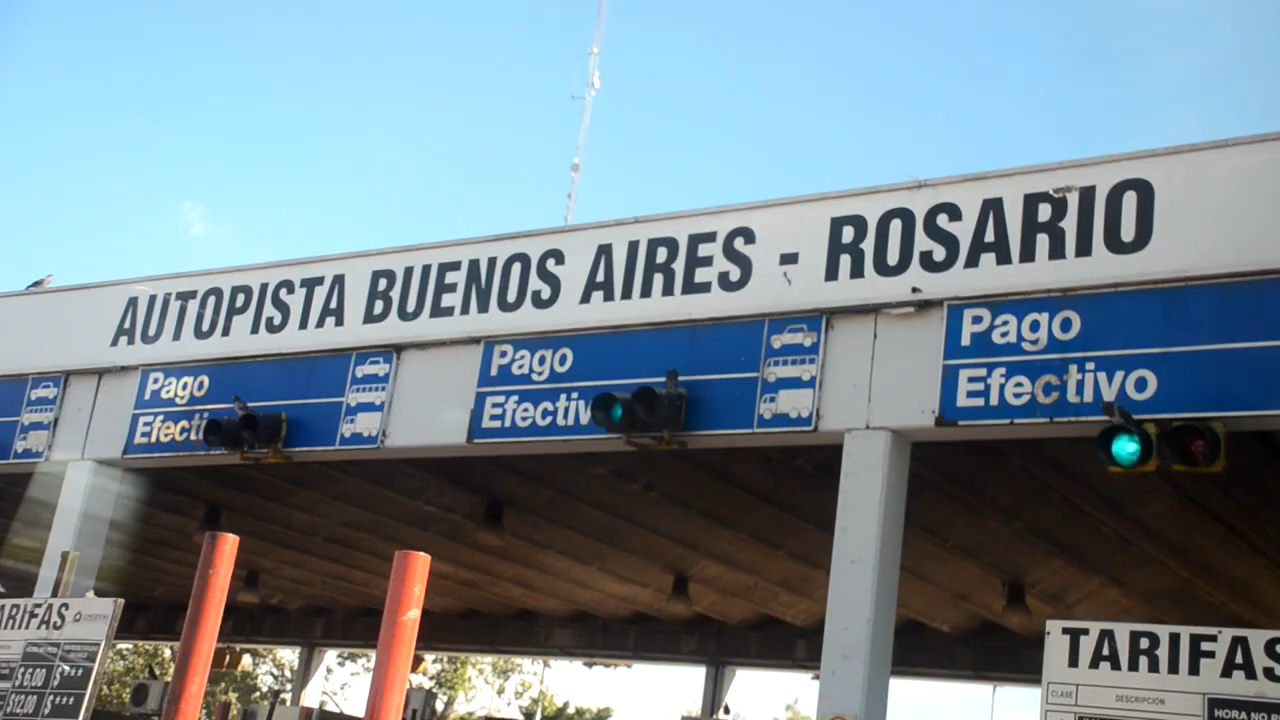 AUTOPISTA BUENOS AIRES - ROSARIO
Pago
Efecti
Pago
Efectiv
Pago
Efectivo
ARIFAS
$6.00 $***
$12.00 $***
TARIFAS
CLASE DESCRIPCION
HORA NO